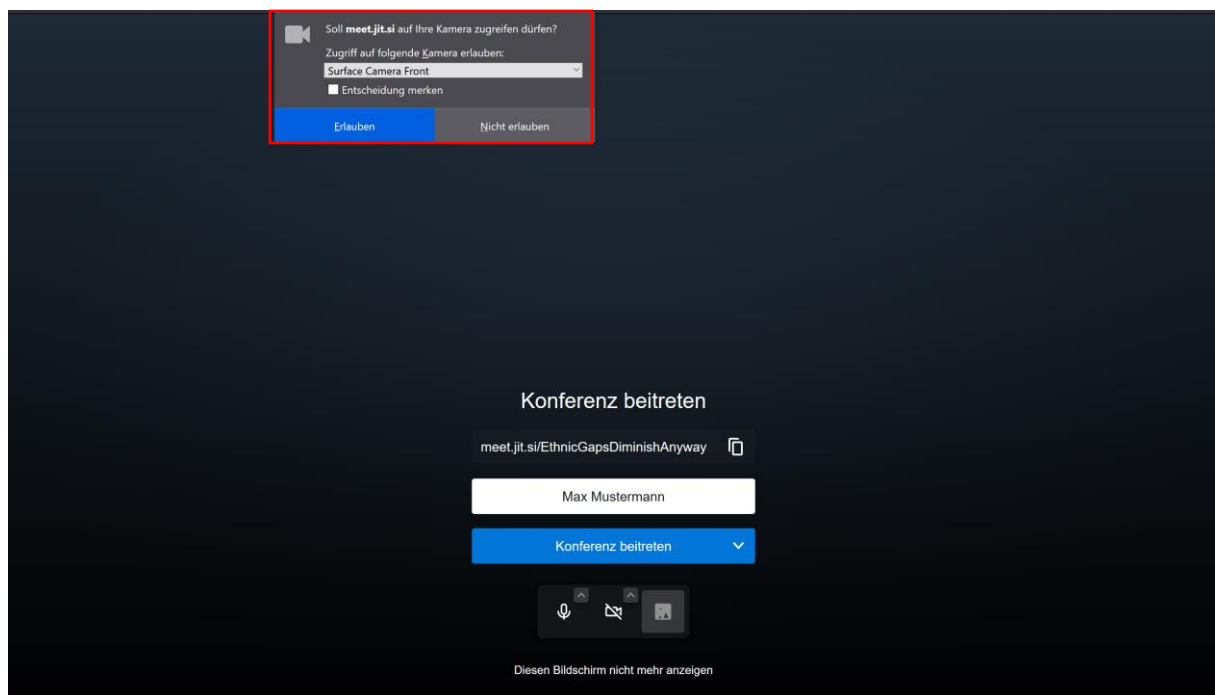 Soll meet.jit.si auf Ihre Kamera zugreifen dürfen?
Zugriff auf folgende Kamera erlauben:
Surface Camera Front
Entscheidung merken
Erlauben
Nicht erlauben
Konferenz beitreten
meet.jit.si/EthnicGapsDiminishAnyway
Max Mustermann
Konferenz beitreten
Diesen Bildschirm nicht mehr anzeigen